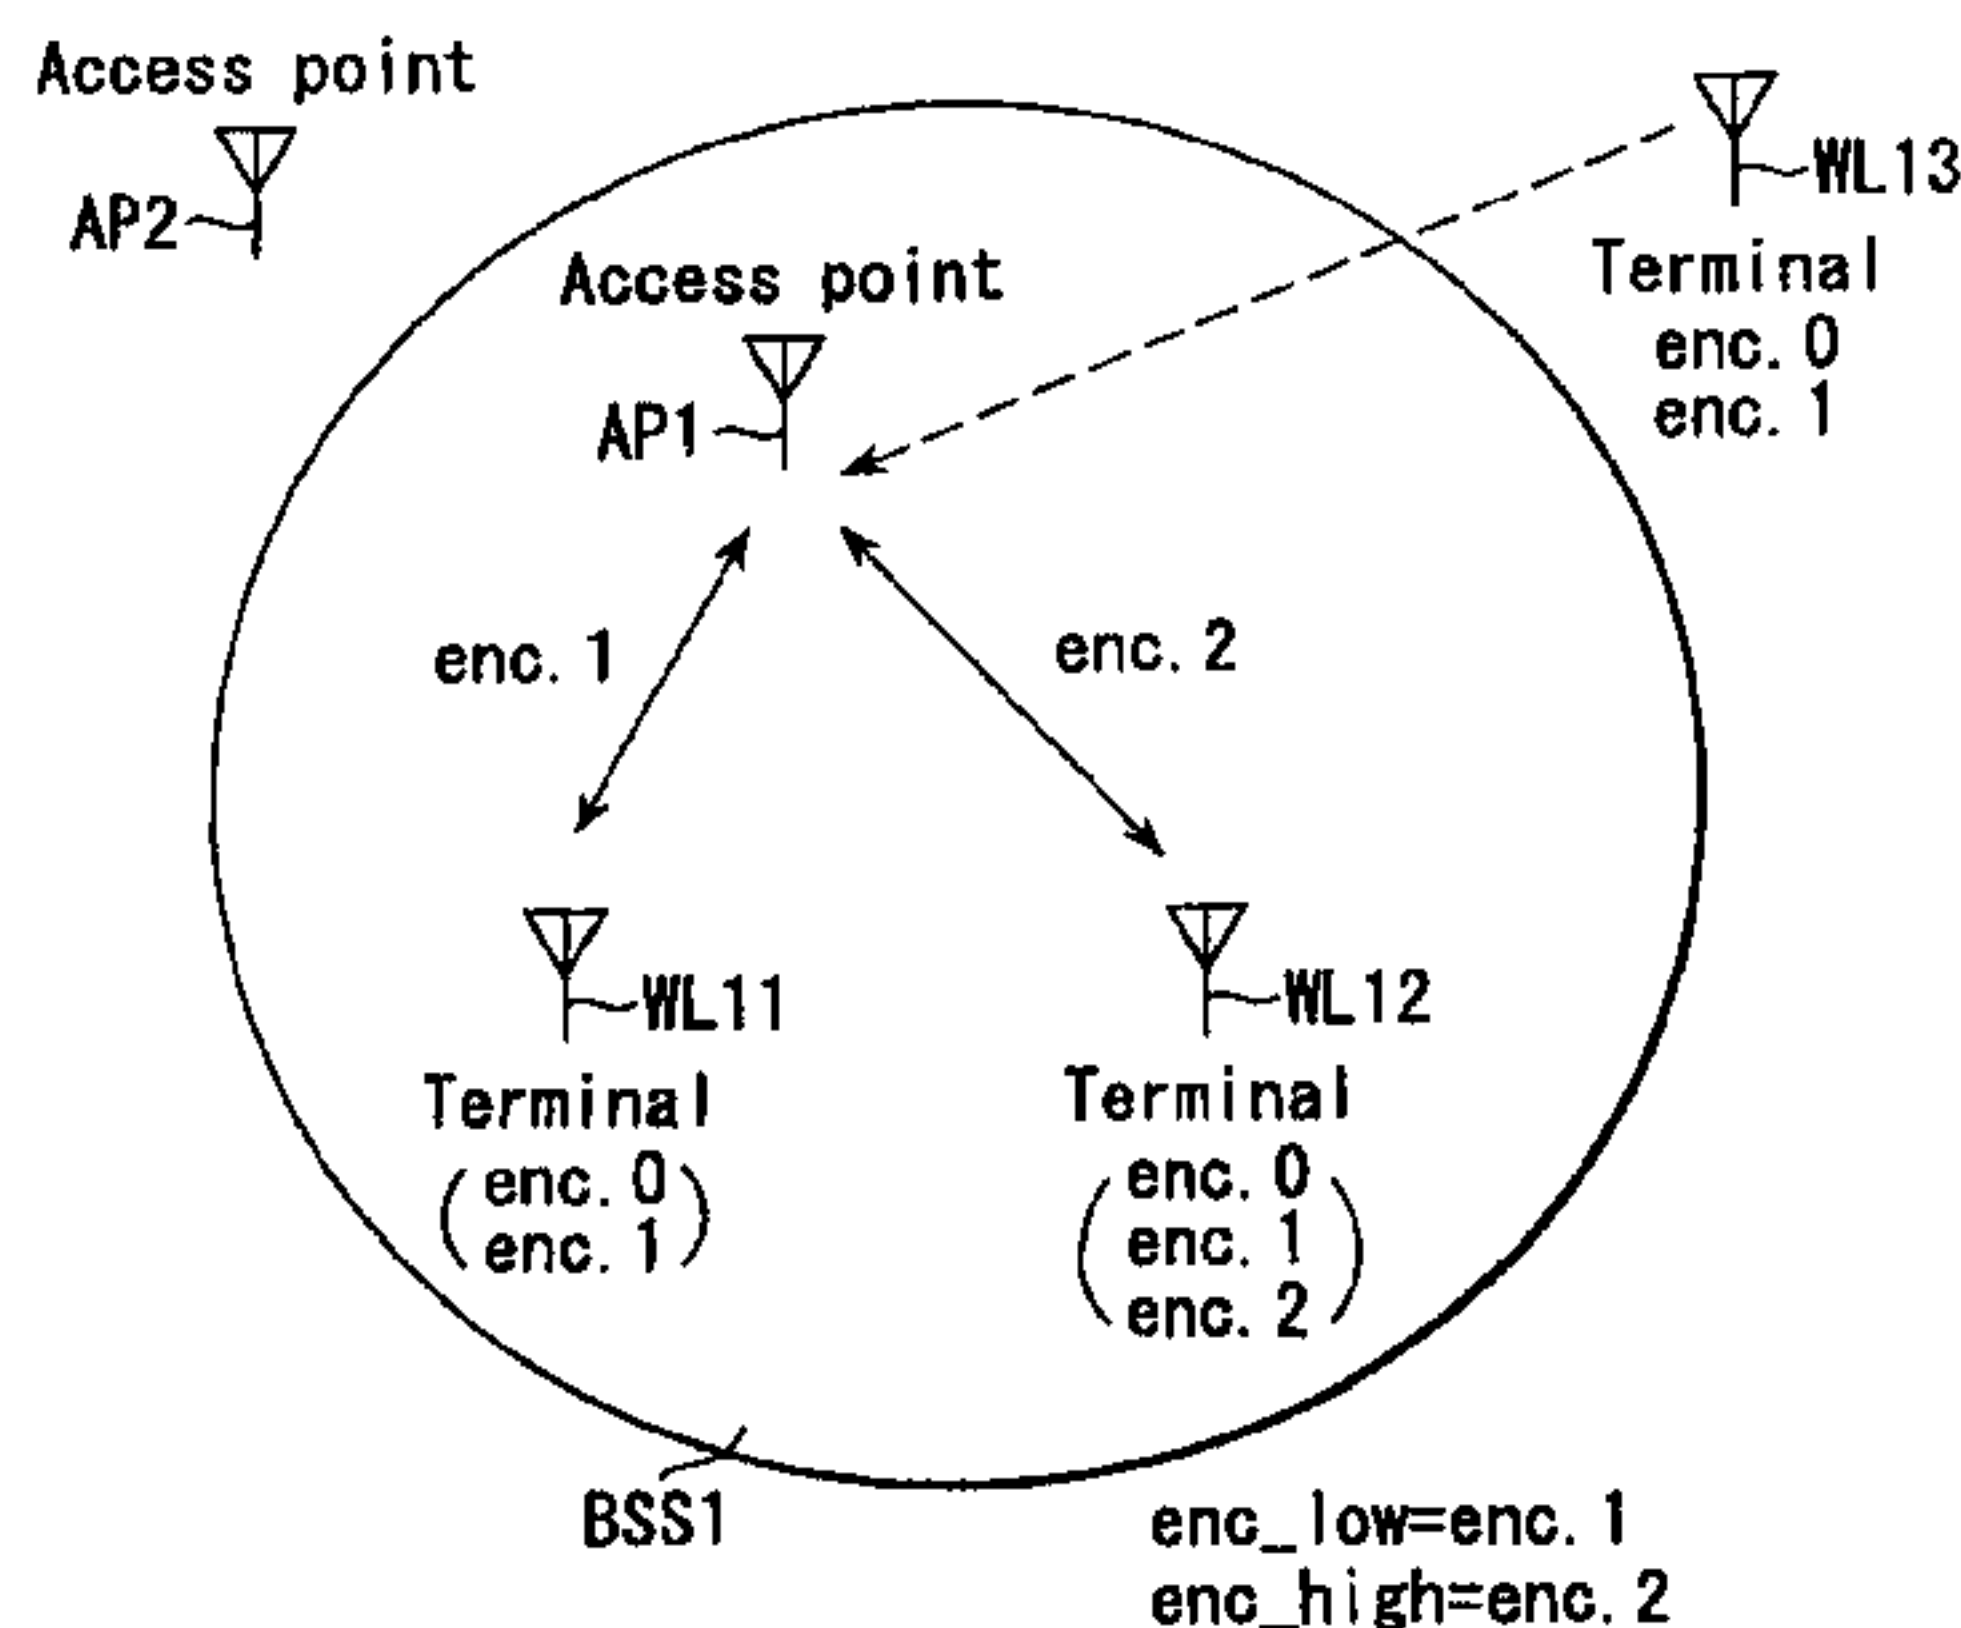 Access point
AP2
WL13
Terminal
enc. 0
enc. 1
Access point
AP1
enc. 1
enc. 2
WL11
Terminal
enc. 0
enc. 1
WL12
Terminal
enc. 0
enc. 1
enc. 2
BSS1
enc_low=enc. 1
enc_high=enc. 2